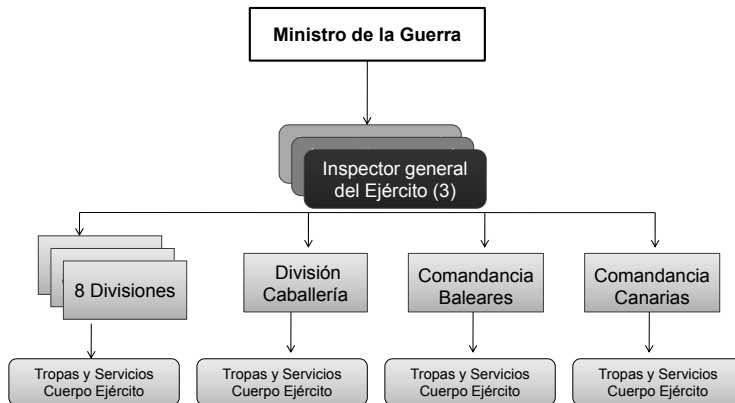 Ministro de la Guerra
Inspector general
del Ejército (3)
8 Divisiones
División
Caballería
Comandancia
Baleares
Comandancia
Canarias
Tropas y Servicios
Cuerpo Ejército
Tropas y Servicios
Cuerpo Ejército
Tropas y Servicios
Cuerpo Ejército
Tropas y Servicios
Cuerpo Ejército